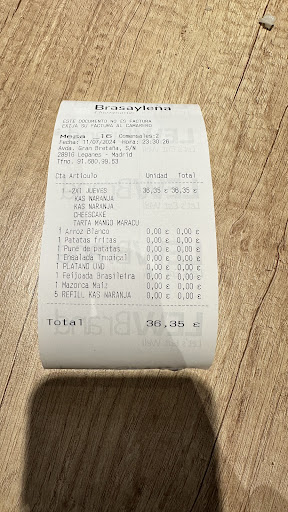 Brasaylena
ESTE DOCUMENTO NO ES FACTURA
EXIJA SU FACTURA AL CAMARERO
Mesa 16 Comensales:2
Fecha: 11/07/2024 Hora: 23:30:26
Avda. Gran Bretaña, S/N
28916 Leganes - Madrid
Tfno. 91.680.99.53
Cta Artículo Unidad Total
1 -2X1 JUEVES 36,35 € 36,35 €
KAS NARANJA
KAS NARANJA
CHEESCAKE
TARTA MANGO MARACU
1 Arroz Blanco 0,00 € 0,00 €
1 Patatas fritas 0,00 € 0,00 €
1 Pure de patatas 0,00 € 0,00 €
1 Ensalada Tropical 0,00 € 0,00 €
1 PLATANO UND 0,00 € 0,00 €
1 Feijoada Brasileira 0,00 € 0,00 €
1 Mazorca Maiz 0,00 € 0,00 €
5 REFILL KAS NARANJA 0,00 € 0,00 €
Total 36,35 €